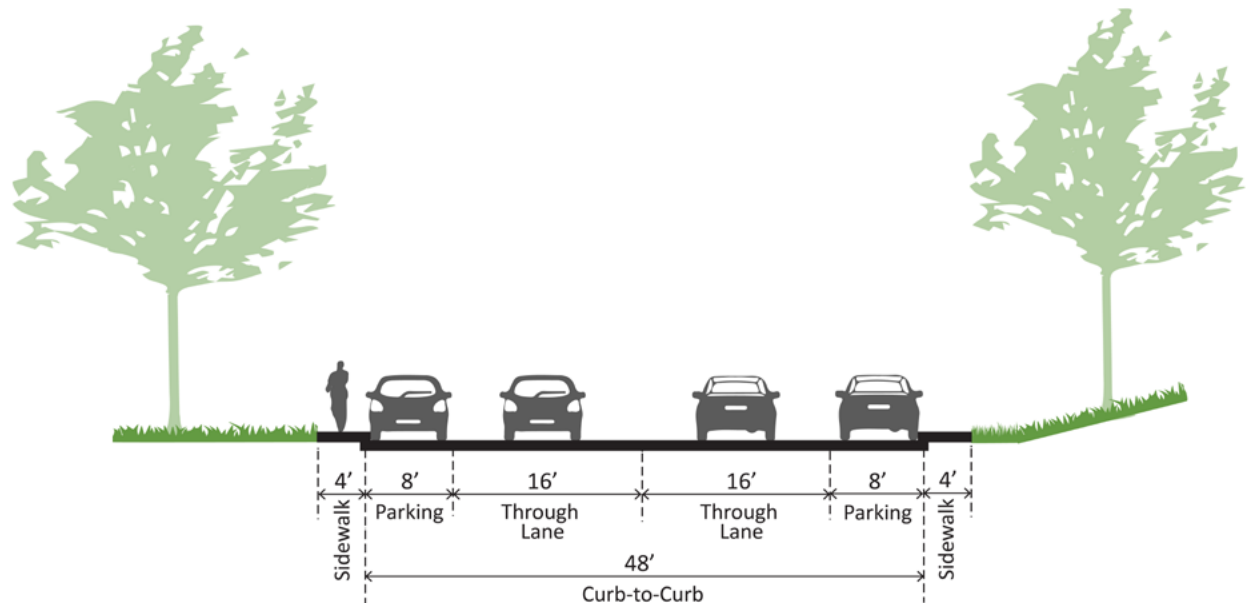 4’
8’
16’
16’
8’
4’
Sidewalk
Parking
Through
Lane
Through
Lane
Parking
Sidewalk
48’
Curb-to-Curb